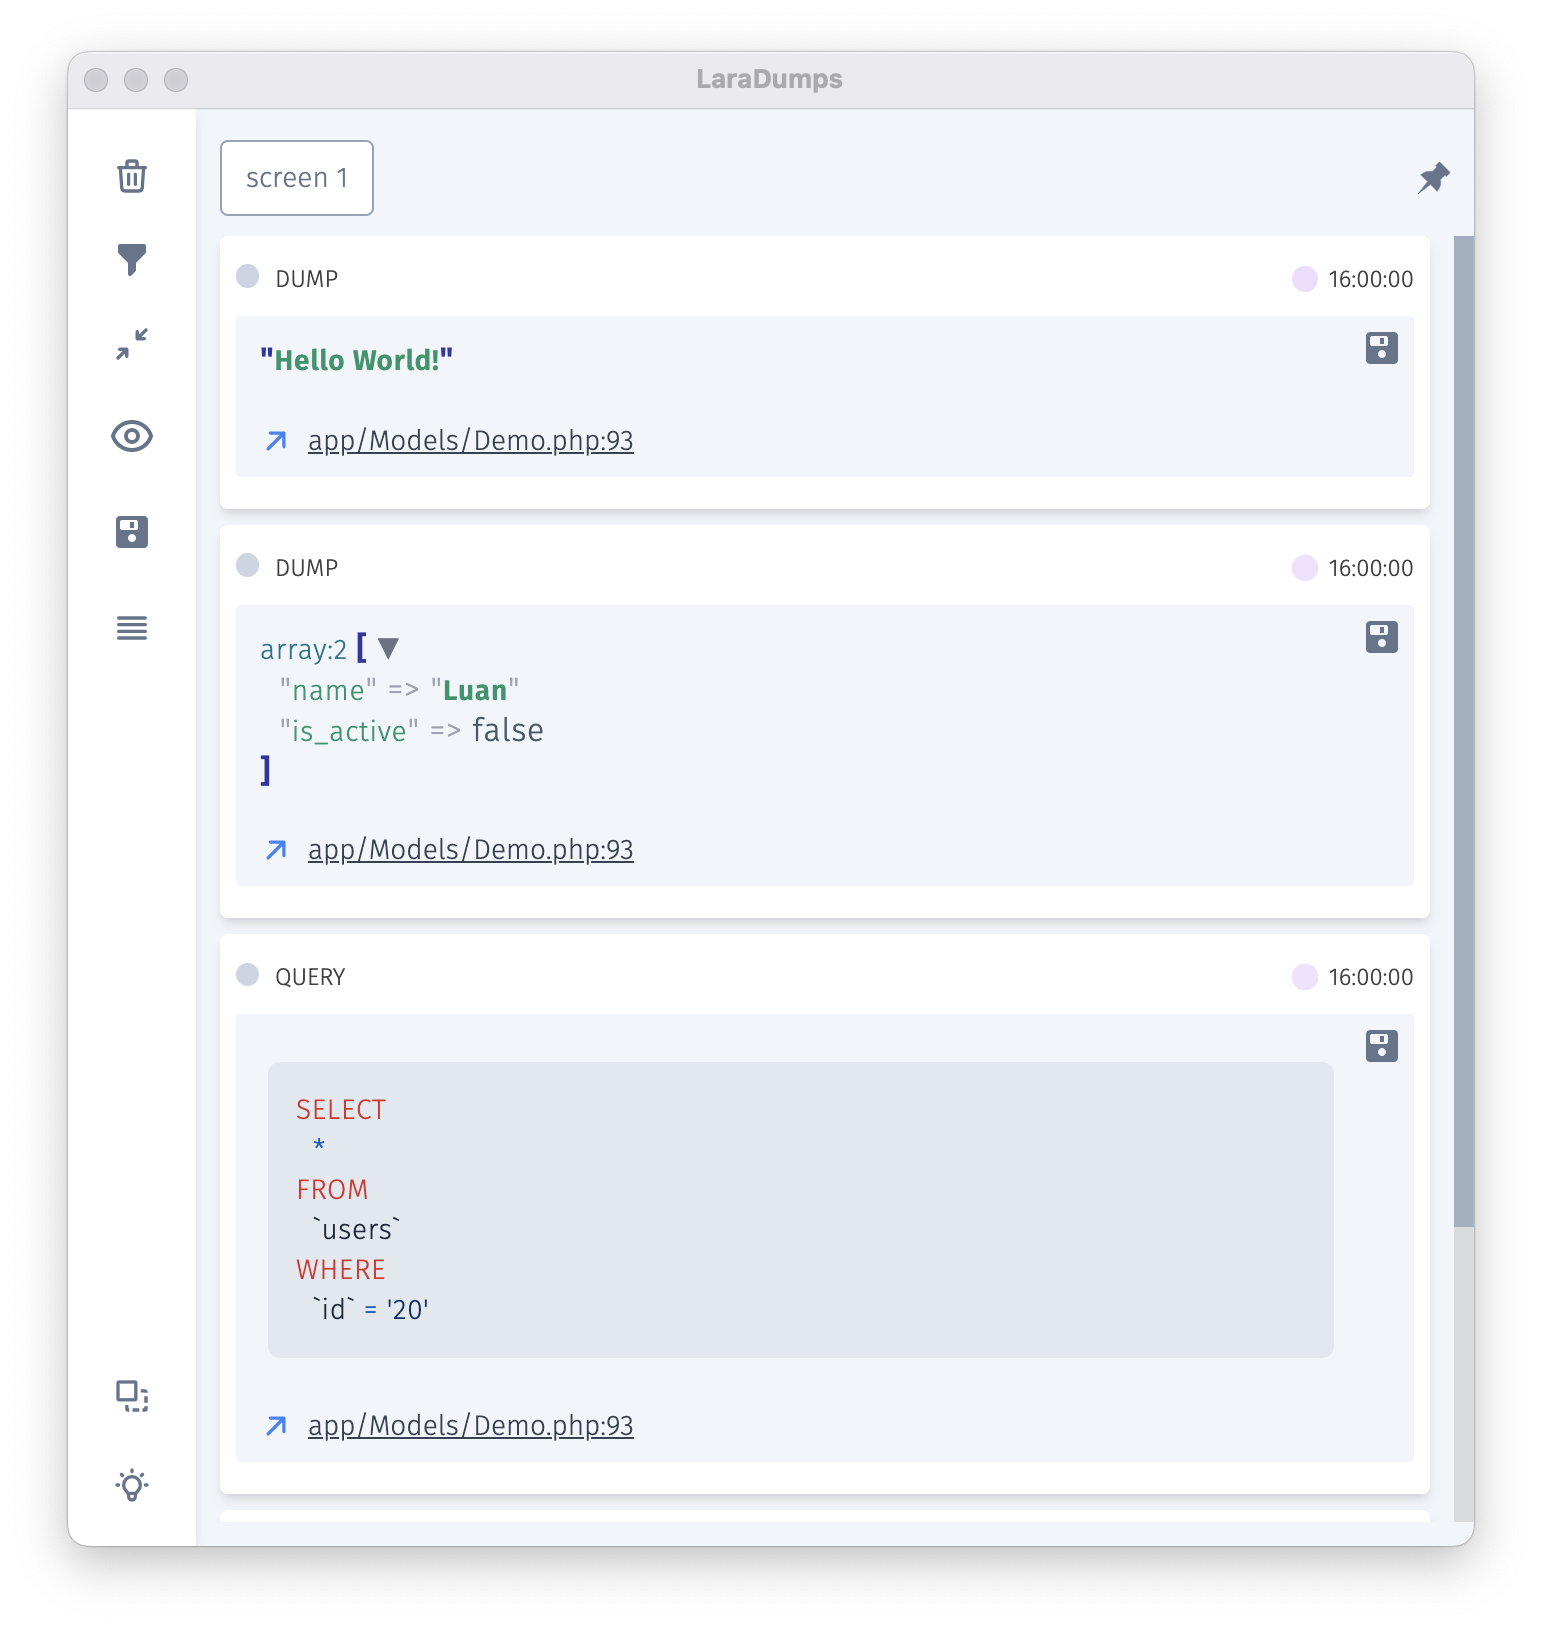 LaraDumps
screen 1
DUMP
16:00:00
"Hello World!"
app/Models/Demo.php:93
DUMP
16:00:00
array:2 [ ▼
"name" => "Luan"
"is_active" => false
]
app/Models/Demo.php:93
QUERY
16:00:00
SELECT
*
FROM
`users`
WHERE
`id` = '20'
app/Models/Demo.php:93